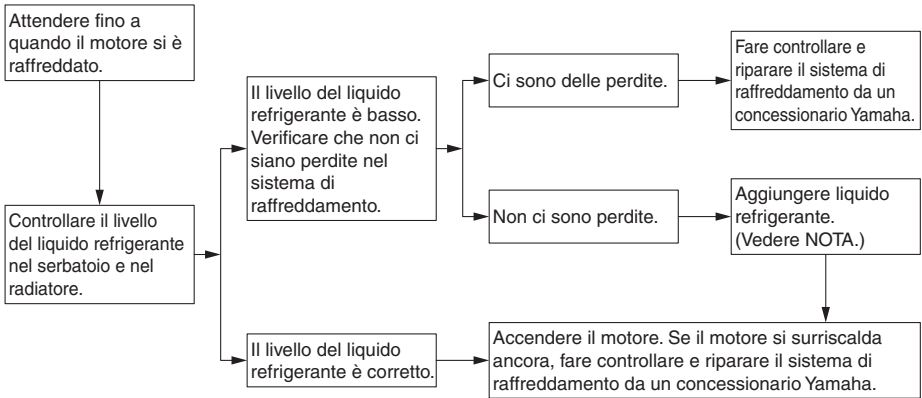 Attendere fino a
quando il motore si è
raffreddato.
Controllare il livello
del liquido refrigerante
nel serbatoio e nel
radiatore.
Il livello del liquido
refrigerante è basso.
Verificare che non ci
siano perdite nel
sistema di
raffreddamento.
Ci sono delle perdite.
Fare controllare e
riparare il sistema di
raffreddamento da un
concessionario Yamaha.
Non ci sono perdite.
Aggiungere liquido
refrigerante.
(Vedere NOTA.)
Il livello del liquido
refrigerante è corretto.
Accendere il motore. Se il motore si surriscalda
ancora, fare controllare e riparare il sistema di
raffreddamento da un concessionario Yamaha.